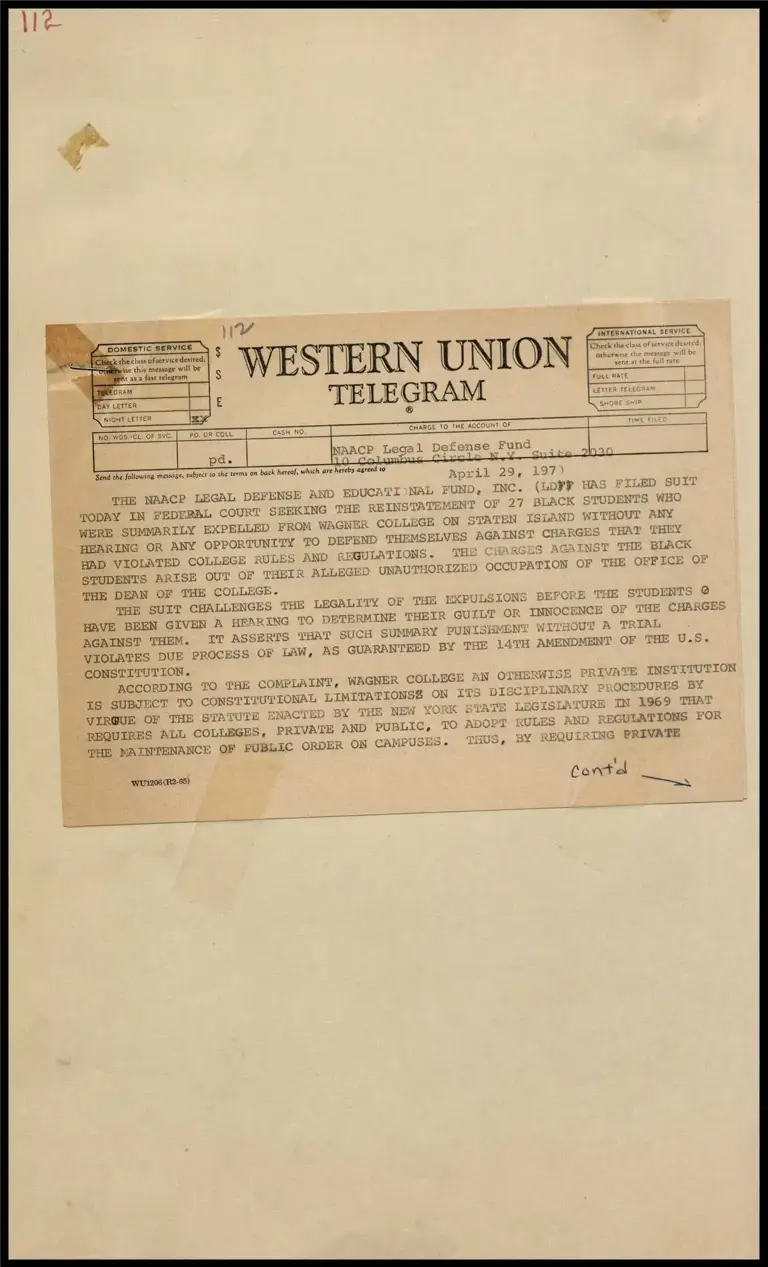 112
112
DOMESTIC SERVICE
Check the class of service desired;
otherwise this message will be
sent as a fast telegram
TELEGRAM
DAY LETTER
NIGHT LETTER XX
$
S
E
WESTERN UNION
TELEGRAM
®
INTERNATIONAL SERVICE
Check the class of service desired;
otherwise the message will be
sent at the full rate
FULL RATE
LETTER TELEGRAM
SHORE SHIP
NO. WDS.-CL. OF SVC. PD. OR COLL. CASH NO. CHARGE TO THE ACCOUNT OF TIME FILED
pd. NAACP Legal Defense Fund
10 Columbus Circle N.Y. Suite 2030
Send the following message, subject to the terms on back hereof, which are hereby agreed to
April 29, 197)
THE NAACP LEGAL DEFENSE AND EDUCATI NAL FUND, INC. (LDF HAS FILED SUIT
TODAY IN FEDERAL COURT SEEKING THE REINSTATEMENT OF 27 BLACK STUDENTS WHO
WERE SUMMARILY EXPELLED FROM WAGNER COLLEGE ON STATEN ISLAND WITHOUT ANY
HEARING OR ANY OPPORTUNITY TO DEFEND THEMSELVES AGAINST CHARGES THAT THEY
HAD VIOLATED COLLEGE RULES AND REGULATIONS. THE CHARGES AGAINST THE BLACK
STUDENTS ARISE OUT OF THEIR ALLEGED UNAUTHORIZED OCCUPATION OF THE OFFICE OF
THE DEAN OF THE COLLEGE.
THE SUIT CHALLENGES THE LEGALITY OF THE EXPULSIONS BEFORE THE STUDENTS
HAVE BEEN GIVEN A HEARING TO DETERMINE THEIR GUILT OR INNOCENCE OF THE CHARGES
AGAINST THEM. IT ASSERTS THAT SUCH SUMMARY PUNISHMENT WITHOUT A TRIAL
VIOLATES DUE PROCESS OF LAW, AS GUARANTEED BY THE 14TH AMENDMENT OF THE U.S.
CONSTITUTION.
ACCORDING TO THE COMPLAINT, WAGNER COLLEGE AN OTHERWISE PRIVATE INSTITUTION
IS SUBJECT TO CONSTITUTIONAL LIMITATIONS ON ITS DISCIPLINARY PROCEDURES BY
VIRTUE OF THE STATUTE ENACTED BY THE NEW YORK STATE LEGISLATURE IN 1969 THAT
REQUIRES ALL COLLEGES, PRIVATE AND PUBLIC, TO ADOPT RULES AND REGULATIONS FOR
THE MAINTENANCE OF PUBLIC ORDER ON CAMPUSES. THUS, BY REQUIRING PRIVATE
cont'd
WU1206(R2-65)